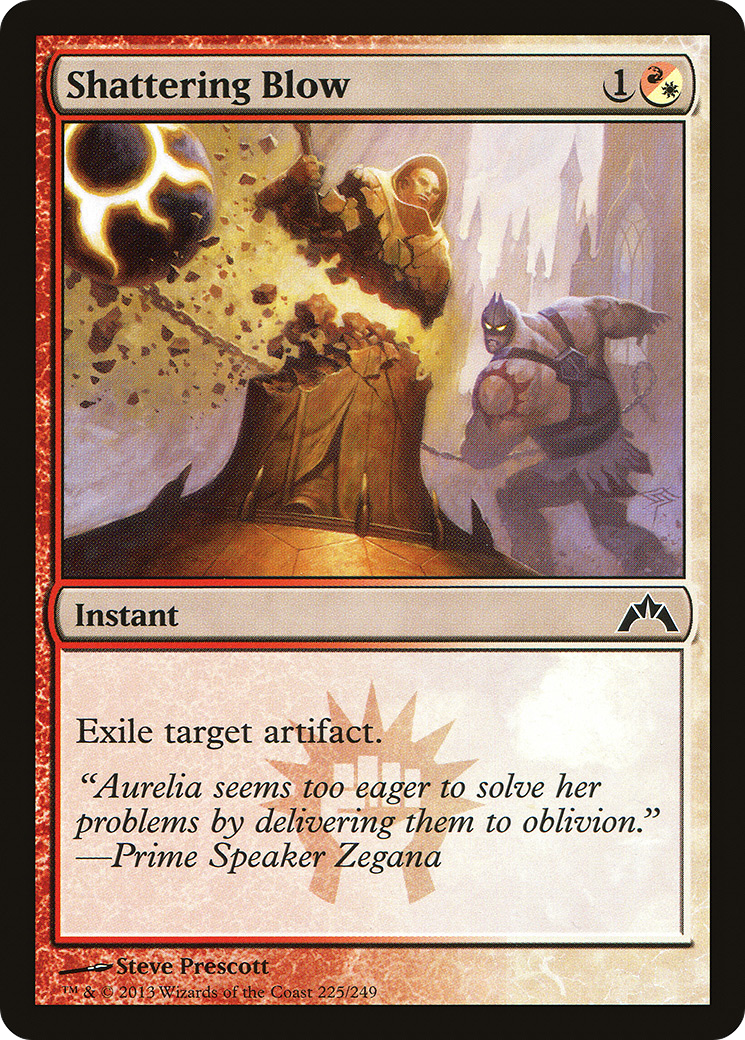 Shattering Blow 1
Instant
Exile target artifact.
“Aurelia seems too eager to solve her
problems by delivering them to oblivion.”
—Prime Speaker Zegana
Steve Prescott
™ & © 2013 Wizards of the Coast 225/249